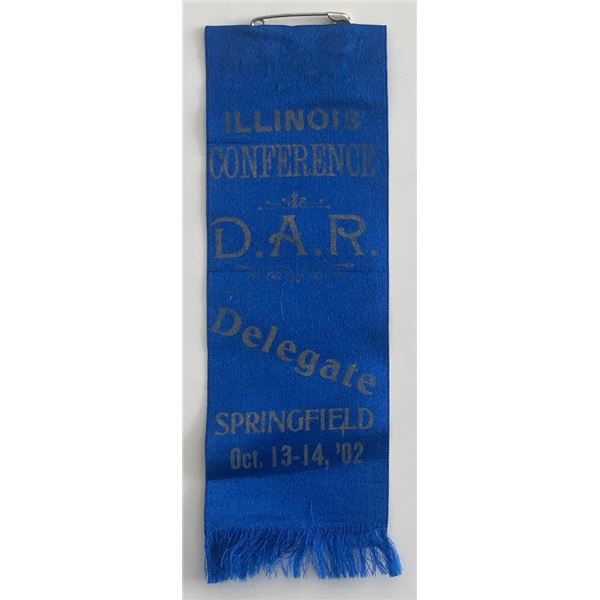 ILLINOIS
CONFERENCE
D.A.R.
Delegate
SPRINGFIELD
Oct. 13-14, '02